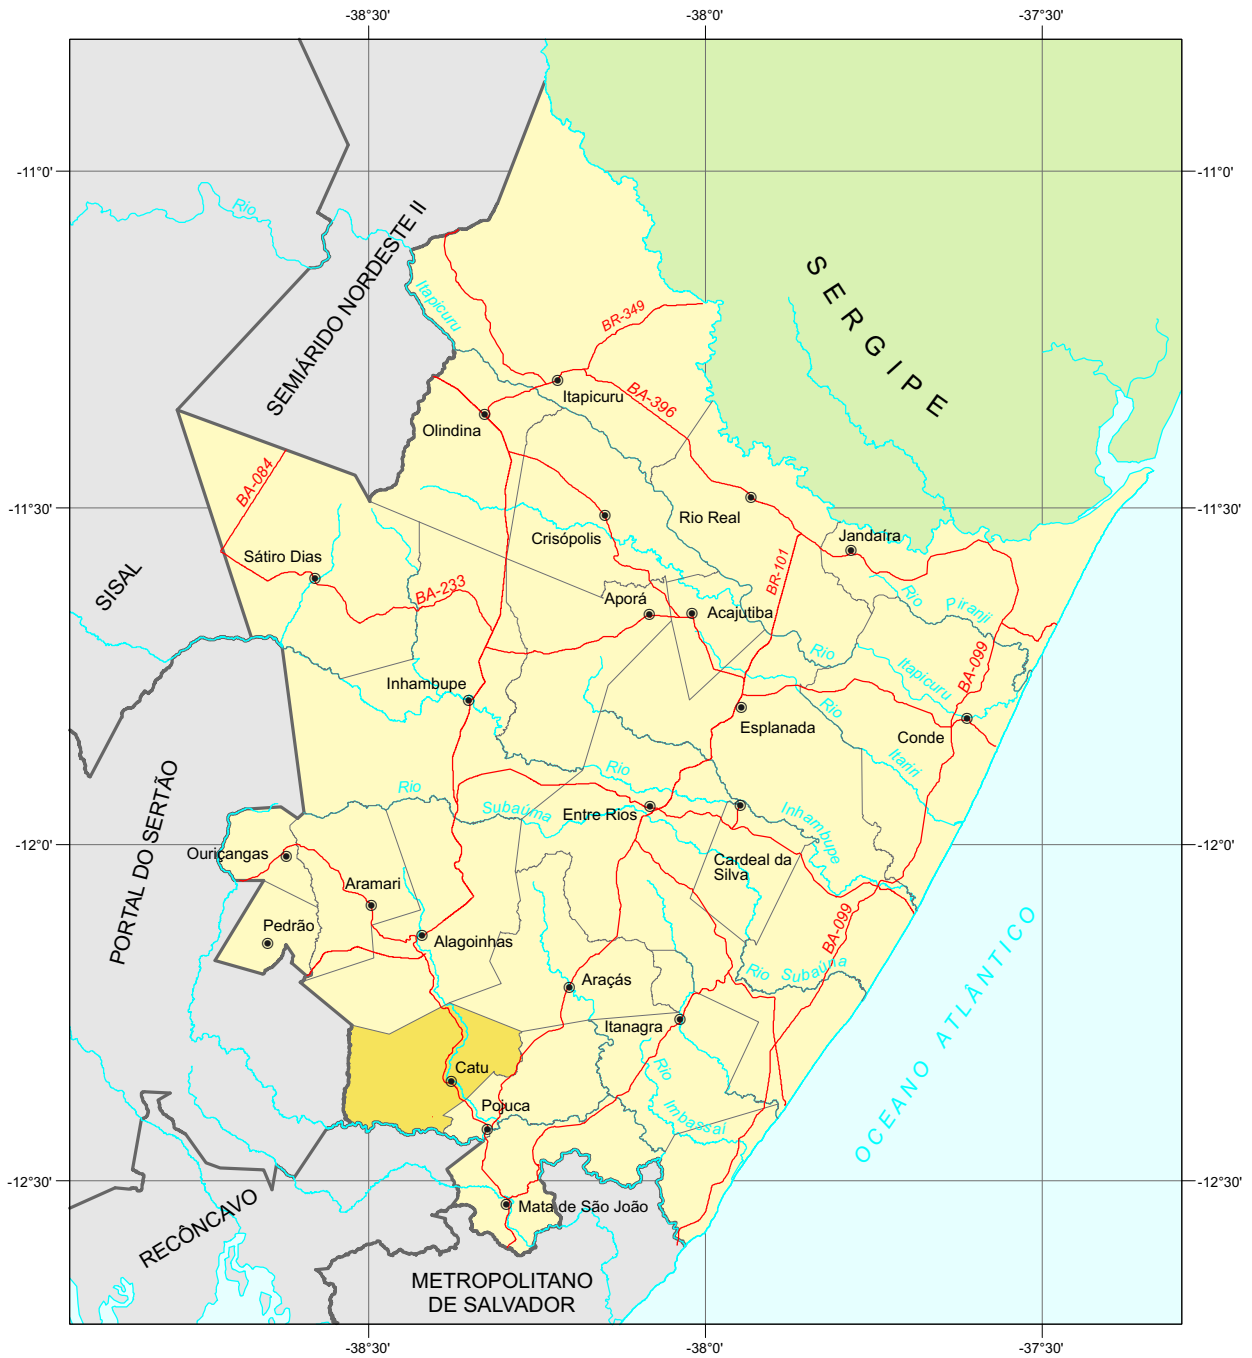 -38°30'
-38°0'
-37°30'
-11°0'
-11°0'
Rio
SEMIÁRIDO NORDESTE II
Itapicuru
SERGIPE
BR-349
BA-396
Itapicuru
Olindina
BA-084
Rio Real
-11°30'
-11°30'
Crisópolis
Jandaíra
Sátiro Dias
BR-101
SISAL
BA-233
Aporá
Acajutiba
Rio
Piranji
Rio
Itapicuru
BA-099
Inhambupe
Rio
Esplanada
Conde
Itariri
PORTAL DO SERTÃO
Rio
Rio
Subaúma
Entre Rios
Inhambupe
-12°0'
-12°0'
Ouriçangas
Cardeal da
Silva
Aramari
Pedrão
Alagoinhas
BA-099
Rio
Subaúma
Araçás
Itanagra
OCEANO ATLÂNTICO
Rio
Catu
Pojuca
Imbassai
-12°30'
-12°30'
Mata de São João
RECÔNCAVO
METROPOLITANO
DE SALVADOR
-38°30'
-38°0'
-37°30'